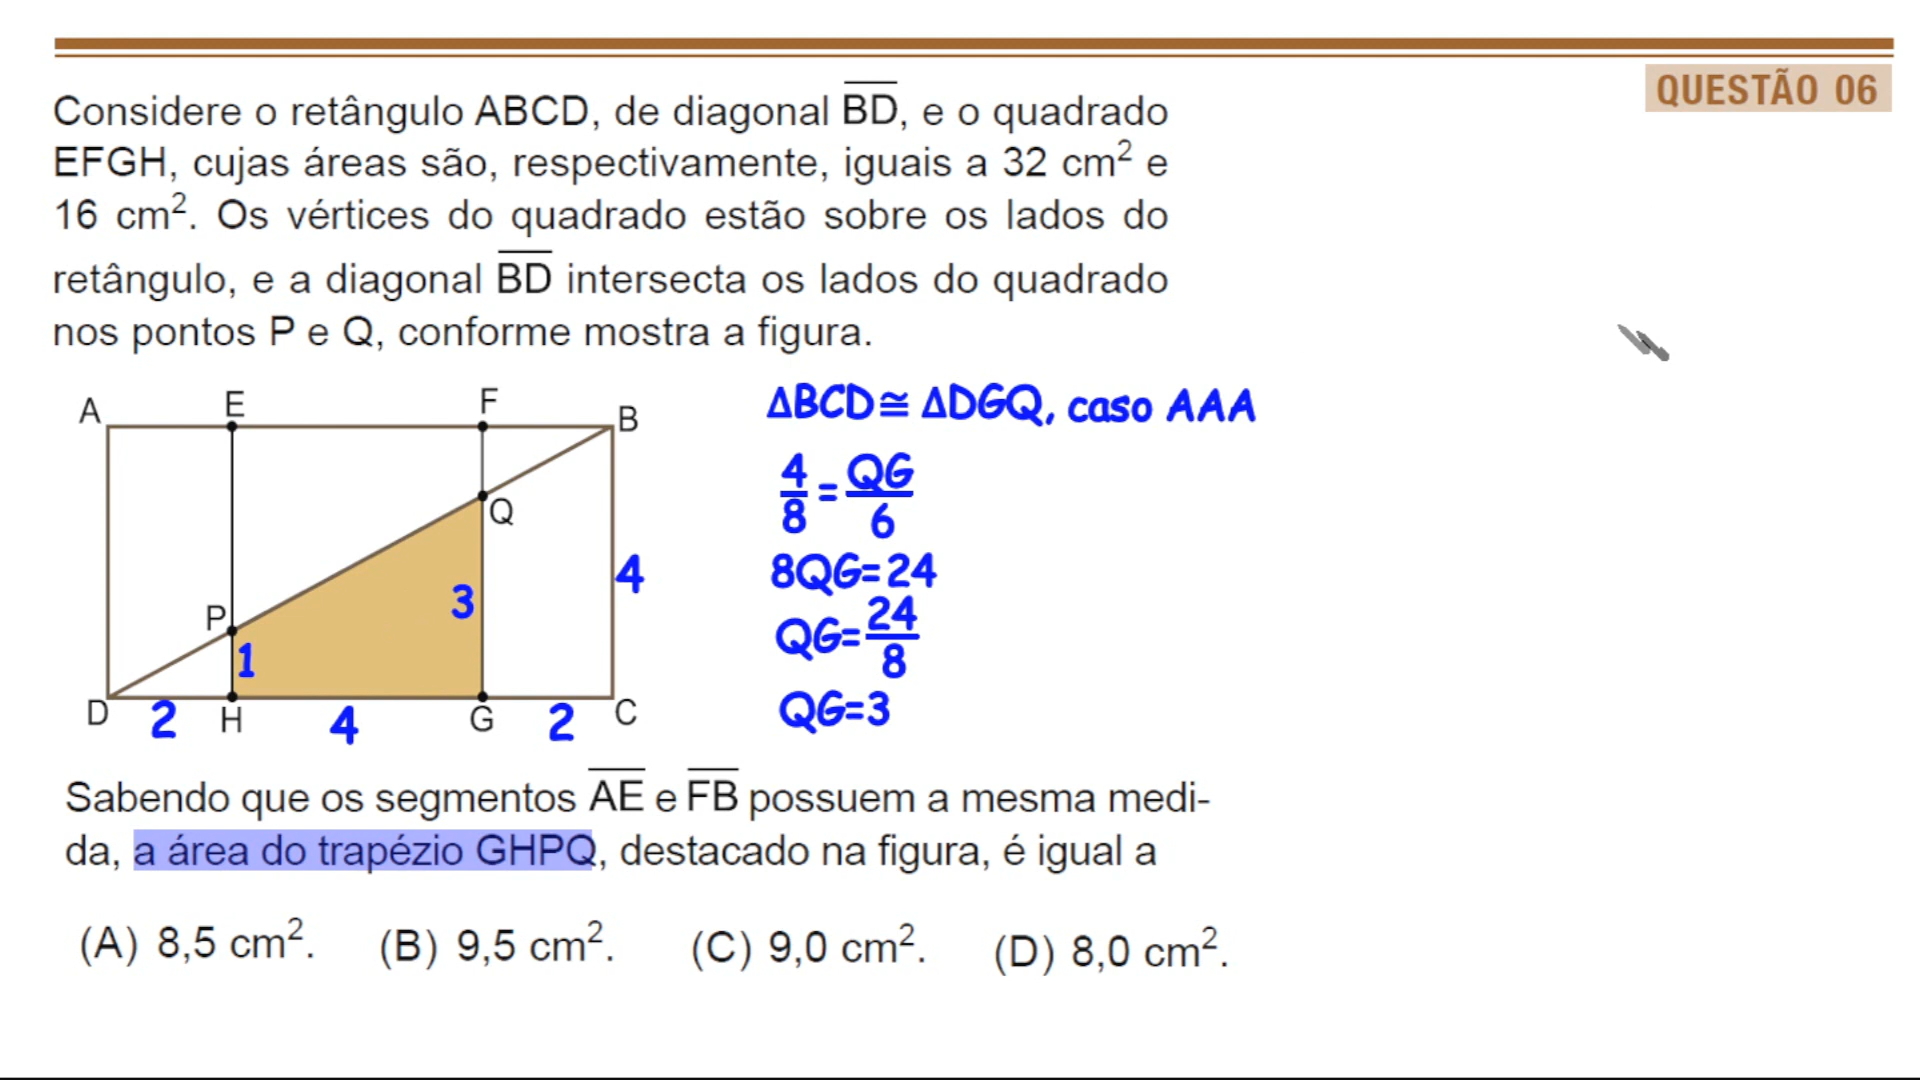 QUESTÃO 06
Considere o retângulo ABCD, de diagonal BD, e o quadrado
EFGH, cujas áreas são, respectivamente, iguais a 32 cm² e
16 cm². Os vértices do quadrado estão sobre os lados do
retângulo, e a diagonal BD intersecta os lados do quadrado
nos pontos P e Q, conforme mostra a figura.
A E F B
Q
P
D H G C
1 3 4
2 4 2
ΔBCD≅ ΔDGQ, caso AAA
4/8 = QG/6
8QG=24
QG=24/8
QG=3
Sabendo que os segmentos AE e FB possuem a mesma medi-
da, a área do trapézio GHPQ, destacado na figura, é igual a
(A) 8,5 cm². (B) 9,5 cm². (C) 9,0 cm². (D) 8,0 cm².